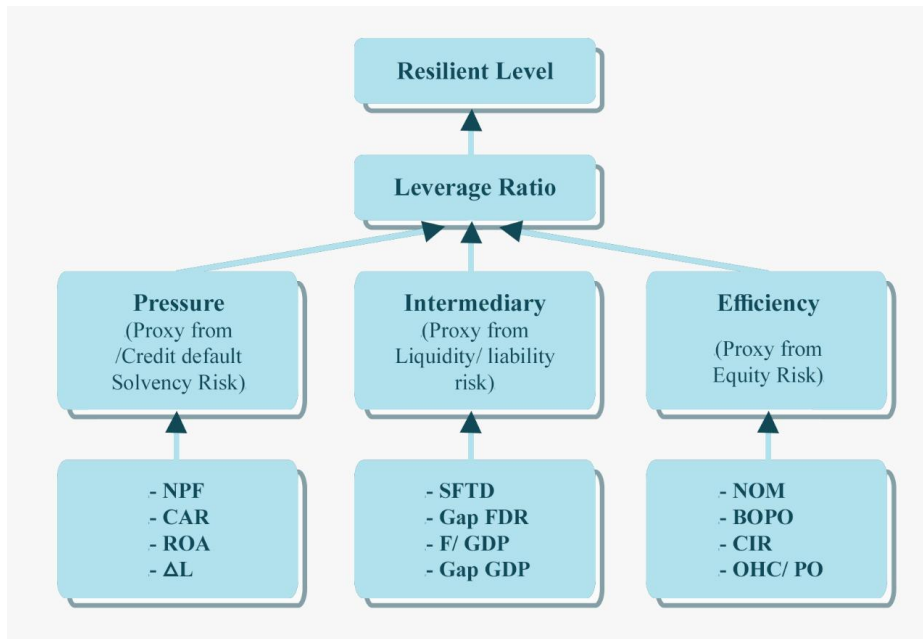 Resilient Level
Leverage Ratio
Pressure
(Proxy from
/Credit default
Solvency Risk)
Intermediary
(Proxy from
Liquidity/ liability
risk)
Efficiency
(Proxy from
Equity Risk)
- NPF
- CAR
- ROA
- ΔL
- SFTD
- Gap FDR
- F/ GDP
- Gap GDP
- NOM
- BOPO
- CIR
- OHC/ PO